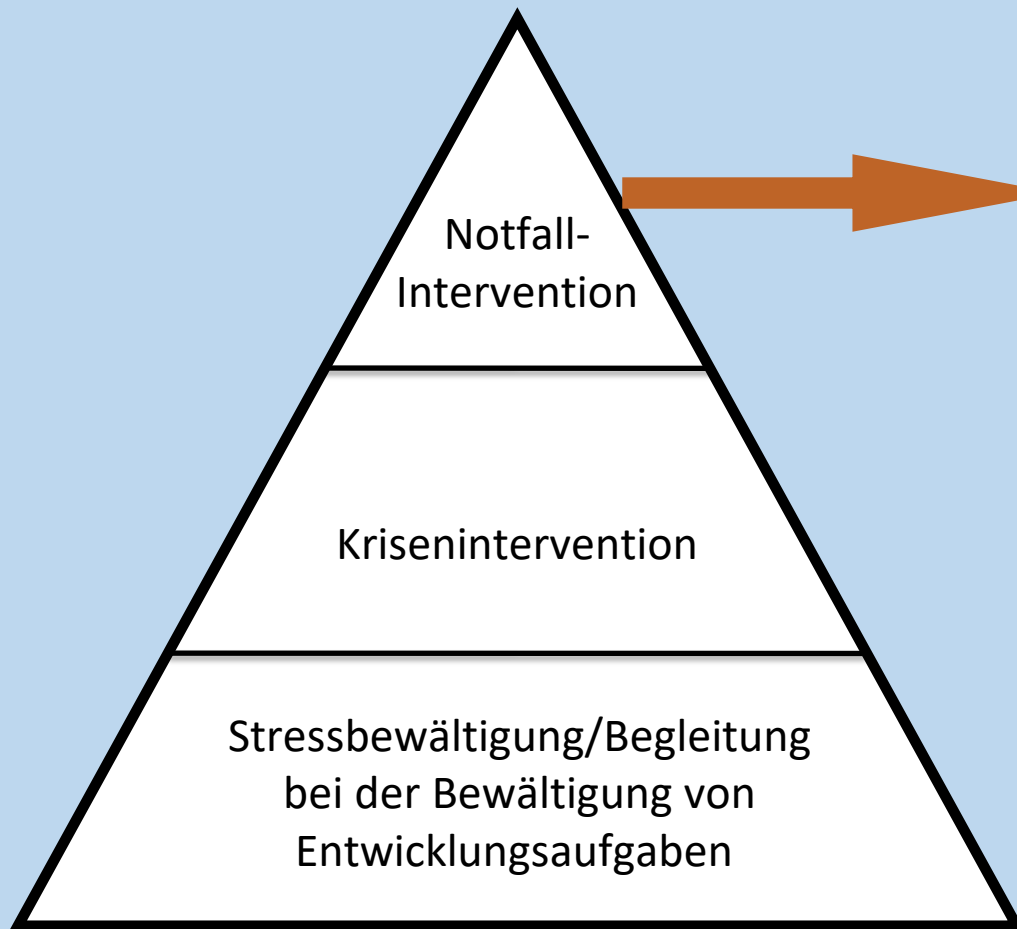 Notfall-
Intervention
Krisenintervention
Stressbewältigung/Begleitung
bei der Bewältigung von
Entwicklungsaufgaben